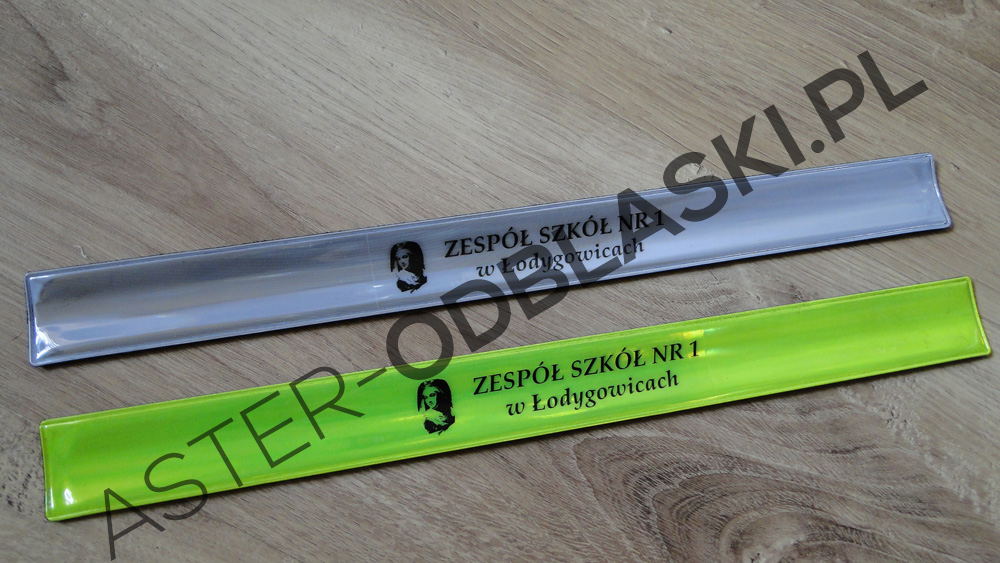 ZESPÓŁ SZKÓŁ NR 1
w Łodygowicach
ZESPÓŁ SZKÓŁ NR 1
w Łodygowicach
ASTER-ODBLASKI.PL